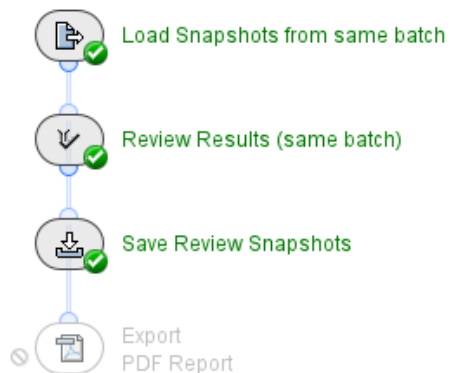 Load Snapshots from same batch
Review Results (same batch)
Save Review Snapshots
Export
PDF Report